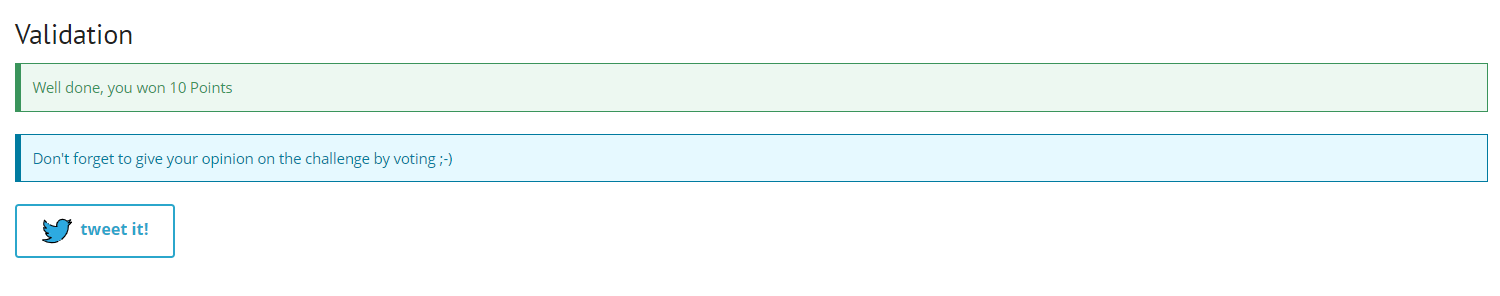 Validation
Well done, you won 10 Points
Don't forget to give your opinion on the challenge by voting ;-)
tweet it!